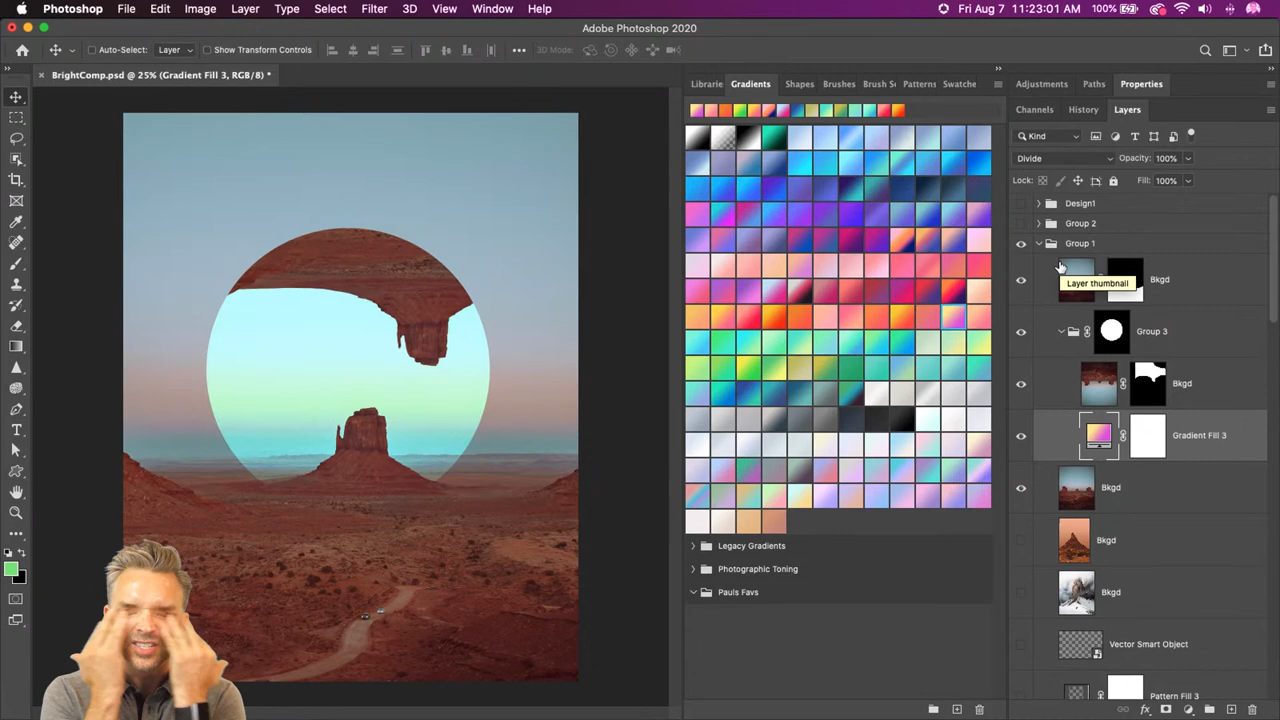 Photoshop File Edit Image Layer Type Select Filter 3D View Window Help 100% Fri Aug 7 11:23:01 AM
Adobe Photoshop 2020
Auto-Select: Layer Show Transform Controls 3D Mode:
BrightComp.psd @ 25% (Gradient Fill 3, RGB/8) *
Librarie Gradients Shapes Brushes Brush Se Patterns Swatche
Adjustments Paths Properties
Channels History Layers
Kind
Divide Opacity: 100%
Lock: Fill: 100%
Design1
Group 2
Group 1
Bkgd
Layer thumbnail
Group 3
Bkgd
Gradient Fill 3
Bkgd
Bkgd
Bkgd
Vector Smart Object
Pattern Fill 3
Legacy Gradients
Photographic Toning
Pauls Favs